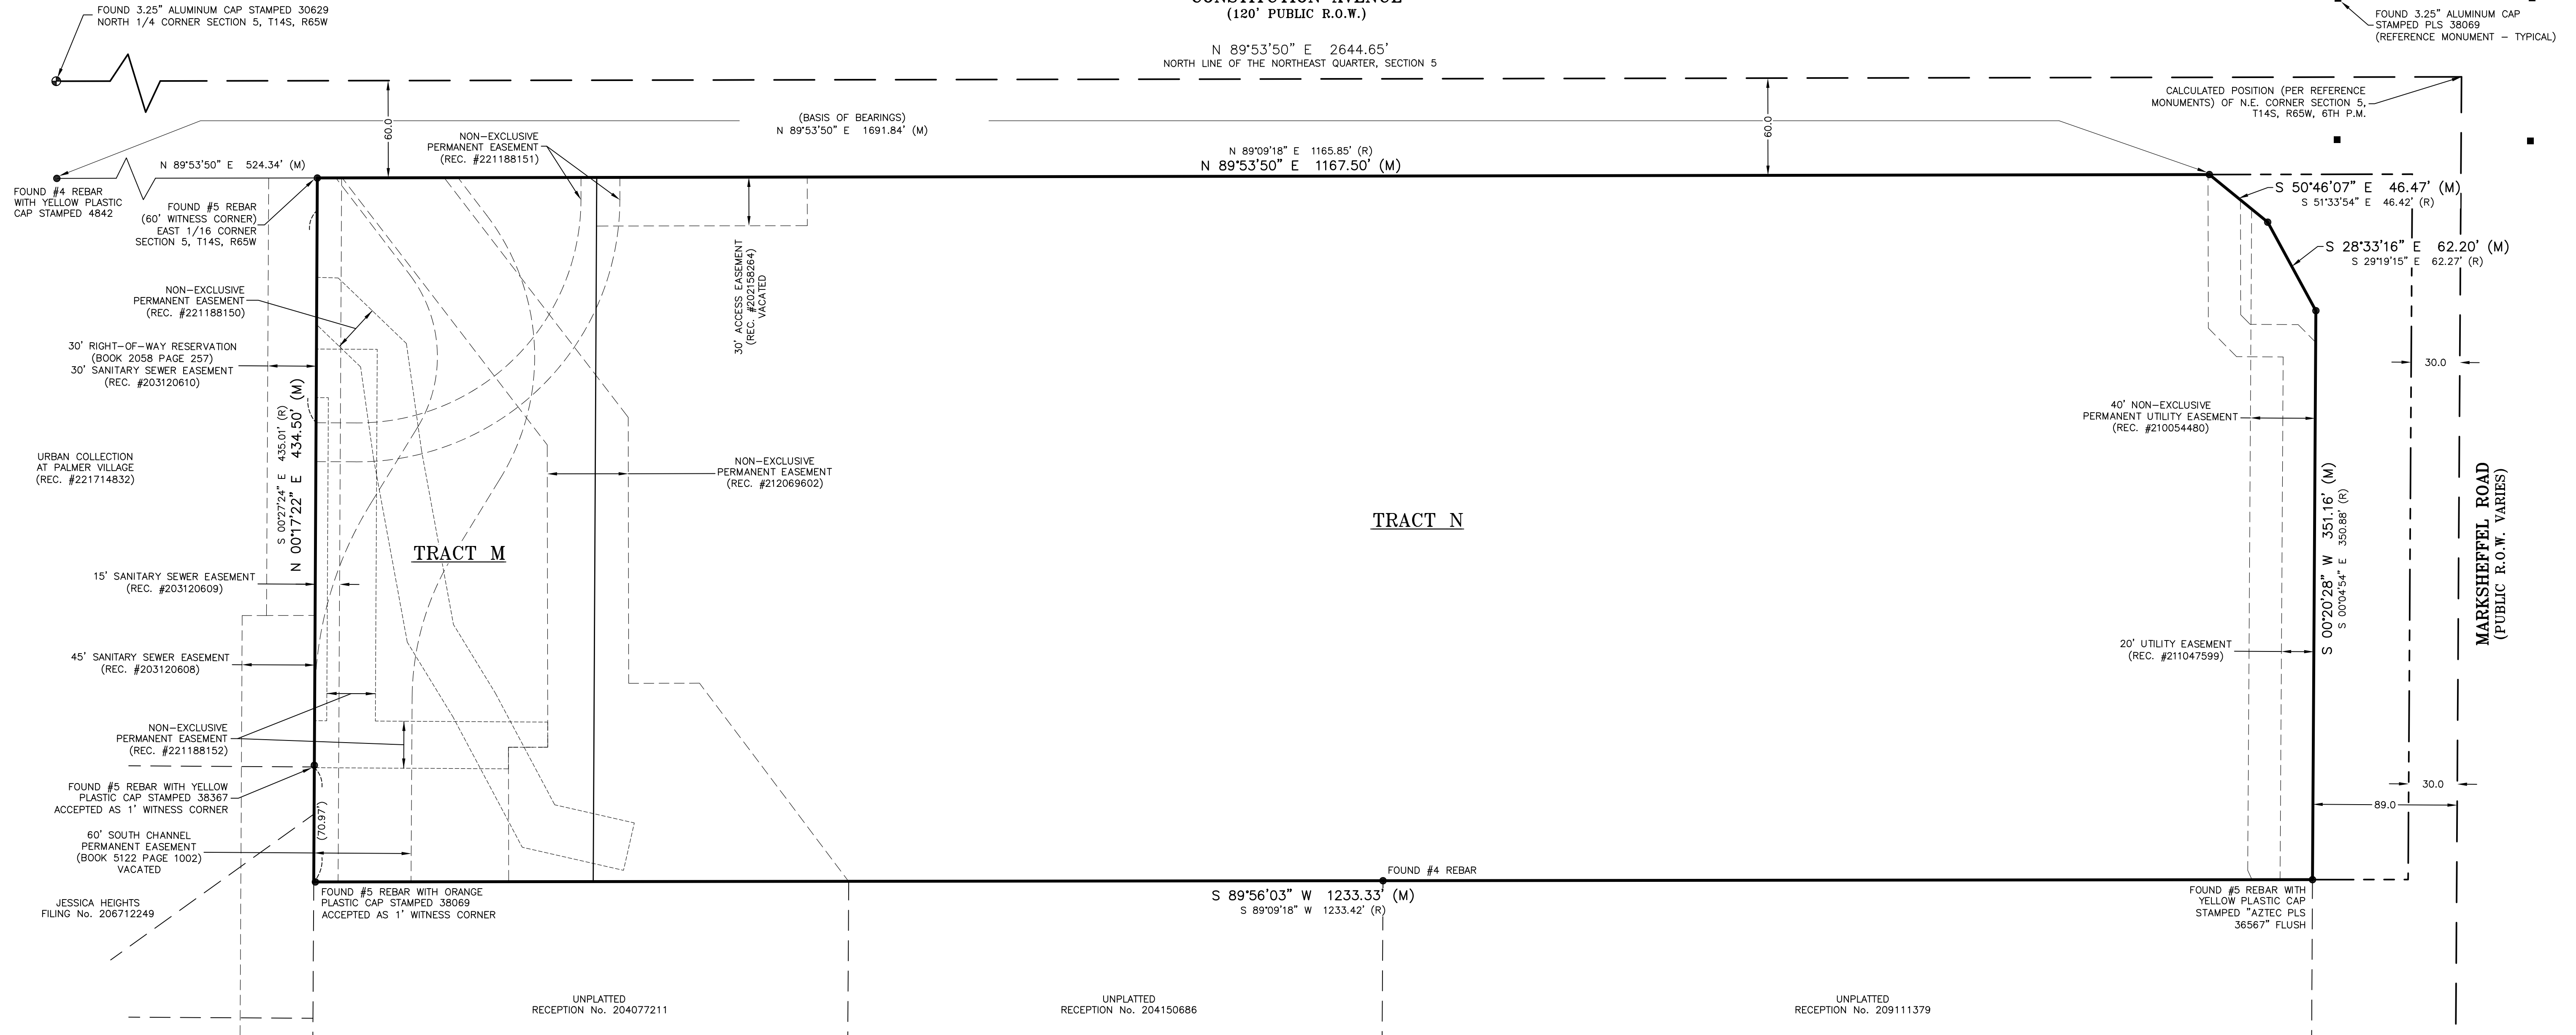 FOUND 3.25" ALUMINUM CAP STAMPED 30629
NORTH 1/4 CORNER SECTION 5, T14S, R65W
CONSTITUTION AVENUE
(120' PUBLIC R.O.W.)
N 89°53'50" E 2644.65'
NORTH LINE OF THE NORTHEAST QUARTER, SECTION 5
FOUND 3.25" ALUMINUM CAP
STAMPED PLS 38069
(REFERENCE MONUMENT - TYPICAL)
CALCULATED POSITION (PER REFERENCE
MONUMENTS) OF N.E. CORNER SECTION 5,
T14S, R65W, 6TH P.M.
60.0
60.0
(BASIS OF BEARINGS)
N 89°53'50" E 1691.84' (M)
NON-EXCLUSIVE
PERMANENT EASEMENT
(REC. #221188151)
N 89°53'50" E 524.34' (M)
N 89°09'18" E 1165.85' (R)
N 89°53'50" E 1167.50' (M)
FOUND #4 REBAR
WITH YELLOW PLASTIC
CAP STAMPED 4842
FOUND #5 REBAR
(60' WITNESS CORNER)
EAST 1/16 CORNER
SECTION 5, T14S, R65W
S 50°46'07" E 46.47' (M)
S 51°33'54" E 46.42' (R)
S 28°33'16" E 62.20' (M)
S 29°19'15" E 62.27' (R)
30' ACCESS EASEMENT
(REC. #202158264)
VACATED
NON-EXCLUSIVE
PERMANENT EASEMENT
(REC. #221188150)
30' RIGHT-OF-WAY RESERVATION
(BOOK 2058 PAGE 257)
30' SANITARY SEWER EASEMENT
(REC. #203120610)
S 00°27'24" E 435.01' (R)
N 00°17'22" E 434.50' (M)
30.0
40' NON-EXCLUSIVE
PERMANENT UTILITY EASEMENT
(REC. #210054480)
URBAN COLLECTION
AT PALMER VILLAGE
(REC. #221714832)
NON-EXCLUSIVE
PERMANENT EASEMENT
(REC. #212069602)
TRACT M
TRACT N
S 00°20'28" W 351.16' (M)
S 00°04'54" E 350.88' (R)
MARKSHEFFEL ROAD
(PUBLIC R.O.W. VARIES)
15' SANITARY SEWER EASEMENT
(REC. #203120609)
45' SANITARY SEWER EASEMENT
(REC. #203120608)
20' UTILITY EASEMENT
(REC. #211047599)
NON-EXCLUSIVE
PERMANENT EASEMENT
(REC. #221188152)
FOUND #5 REBAR WITH YELLOW
PLASTIC CAP STAMPED 38367
ACCEPTED AS 1' WITNESS CORNER
(70.97')
30.0
89.0
60' SOUTH CHANNEL
PERMANENT EASEMENT
(BOOK 5122 PAGE 1002)
VACATED
FOUND #5 REBAR WITH ORANGE
PLASTIC CAP STAMPED 38069
ACCEPTED AS 1' WITNESS CORNER
FOUND #4 REBAR
S 89°56'03" W 1233.33' (M)
S 89°09'18" W 1233.42' (R)
FOUND #5 REBAR WITH
YELLOW PLASTIC CAP
STAMPED "AZTEC PLS
36567" FLUSH
JESSICA HEIGHTS
FILING No. 206712249
UNPLATTED
RECEPTION No. 204077211
UNPLATTED
RECEPTION No. 204150686
UNPLATTED
RECEPTION No. 209111379